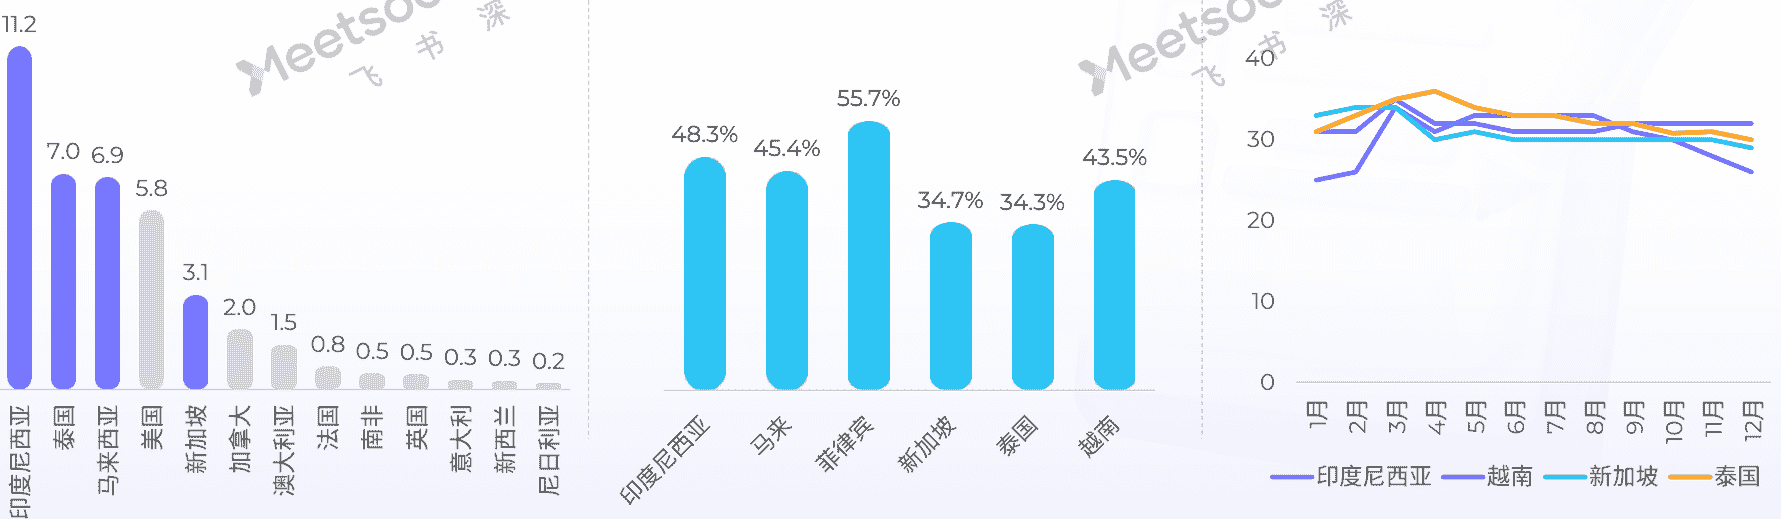 Meetsoc
飞书深
11.2
7.0
6.9
5.8
3.1
2.0
1.5
0.8
0.5
0.5
0.3
0.3
0.2
印度尼西亚
泰国
马来西亚
美国
新加坡
加拿大
澳大利亚
法国
南非
英国
意大利
新西兰
尼日利亚
48.3%
45.4%
55.7%
34.7%
34.3%
43.5%
印度尼西亚
马来
菲律宾
新加坡
泰国
越南
Meetsoc
飞书深
40
30
20
10
0
1月
2月
3月
4月
5月
6月
7月
8月
9月
10月
11月
12月
印度尼西亚
越南
新加坡
泰国